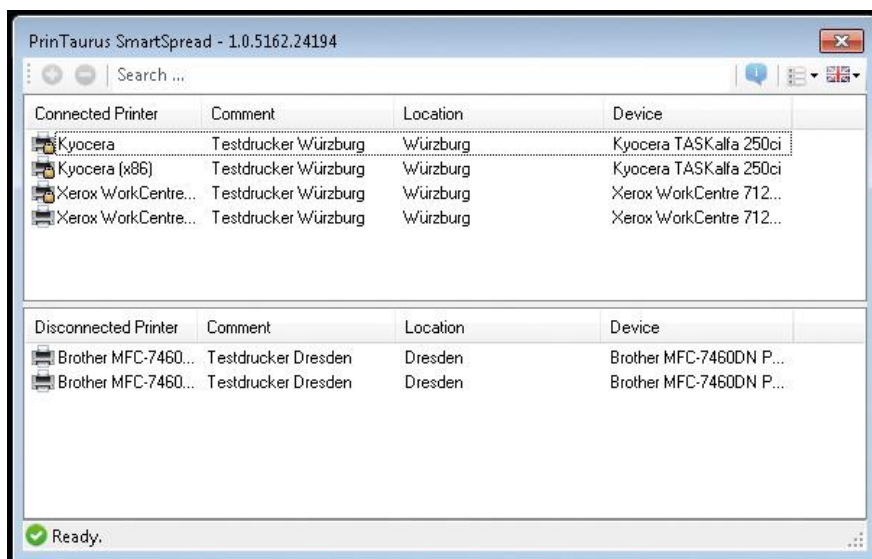 PrinTaurus SmartSpread - 1.0.5162.24194
Search ...
Connected Printer Comment Location Device
Kyocera Testdrucker Würzburg Würzburg Kyocera TASKalfa 250ci
Kyocera (x86) Testdrucker Würzburg Würzburg Kyocera TASKalfa 250ci
Xerox WorkCentre... Testdrucker Würzburg Würzburg Xerox WorkCentre 712...
Xerox WorkCentre... Testdrucker Würzburg Würzburg Xerox WorkCentre 712...
Disconnected Printer Comment Location Device
Brother MFC-7460... Testdrucker Dresden Dresden Brother MFC-7460DN P...
Brother MFC-7460... Testdrucker Dresden Dresden Brother MFC-7460DN P...
Ready.